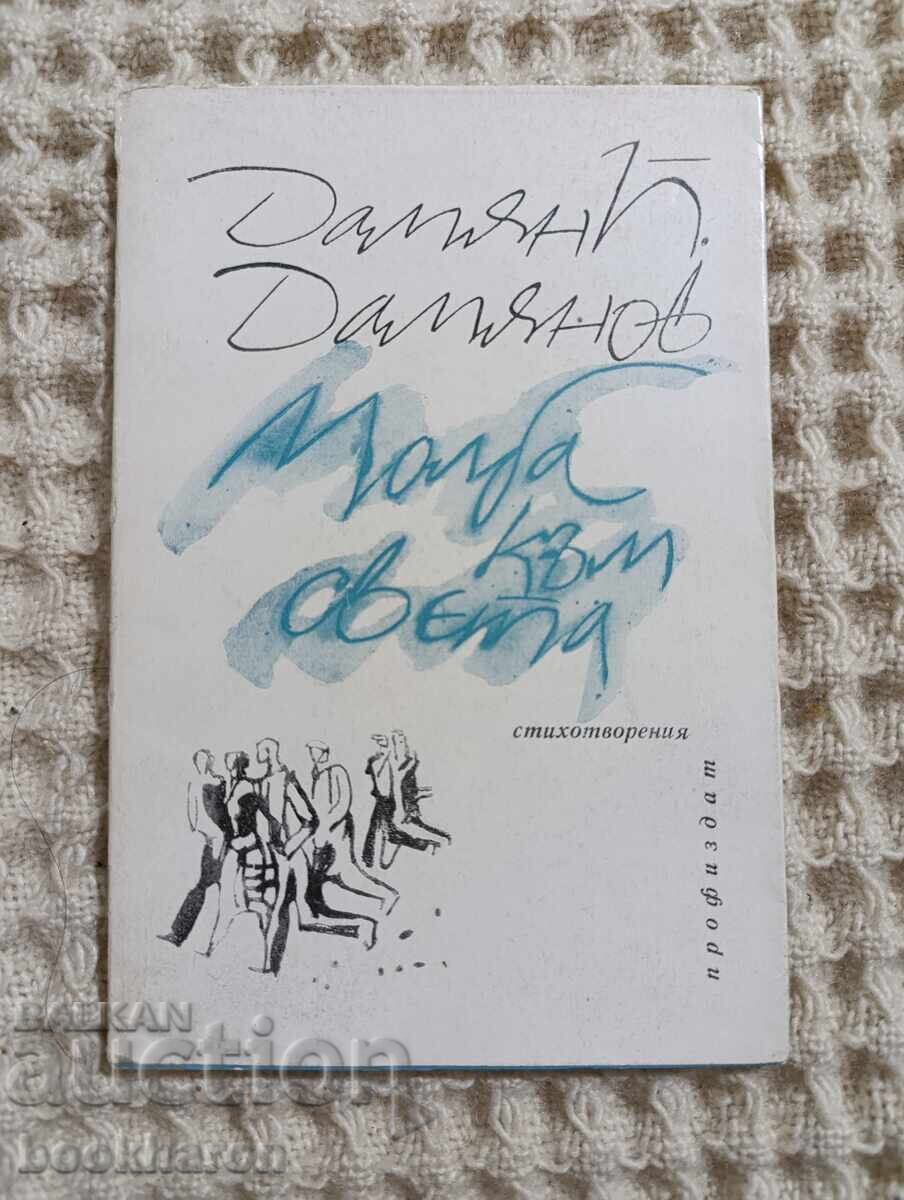 Дамян П.
Дамянов
Молба
към
света
стихотворения
профиздат
BALKAN
auction
bookharon